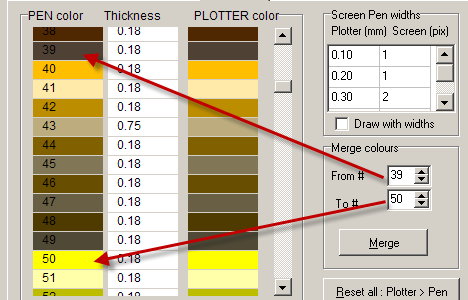 PEN color Thickness PLOTTER color
38 0.18
39 0.18
40 0.18
41 0.18
42 0.18
43 0.75
44 0.18
45 0.18
46 0.18
47 0.18
48 0.18
49 0.18
50 0.18
51 0.18
52 0.18
Screen Pen widths
Plotter (mm) Screen (pix)
0.10 1
0.20 1
0.30 2
Draw with widths
Merge colours
From # 39
To # 50
Merge
Reset all : Plotter > Pen